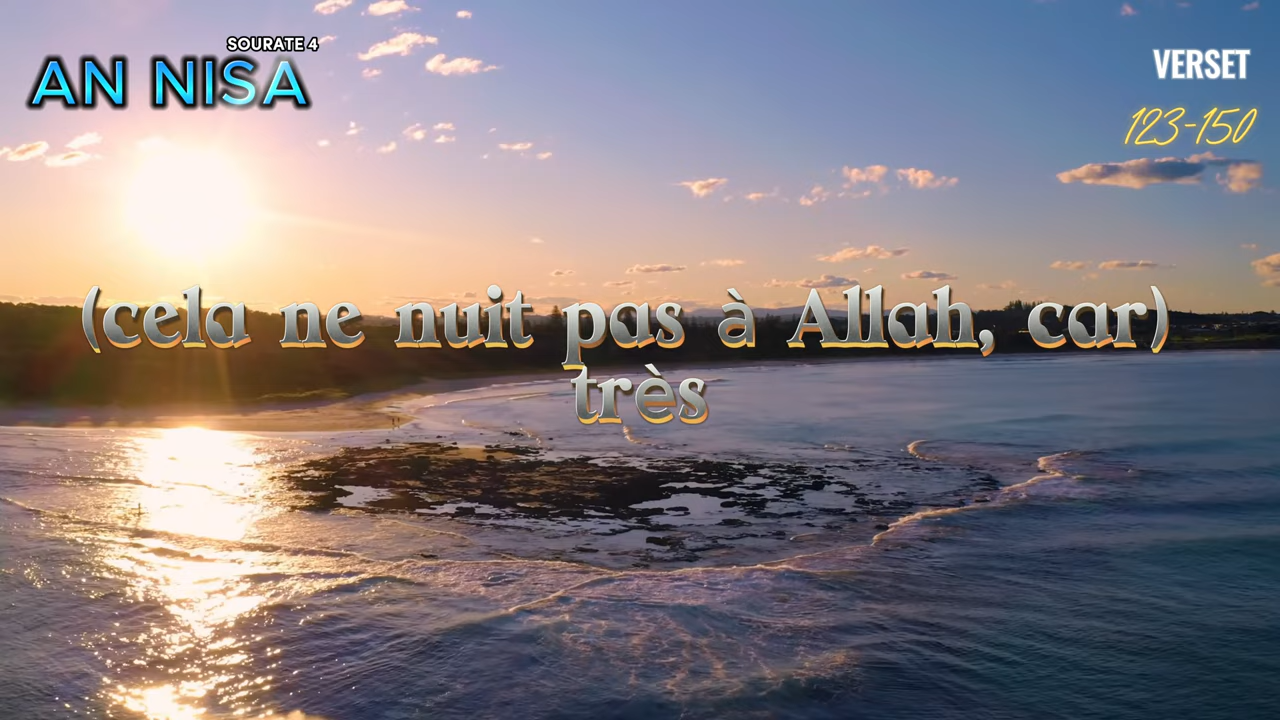 SOURATE 4
AN NISA
VERSET
123-150
(cela ne nuit pas à Allah, car)
très